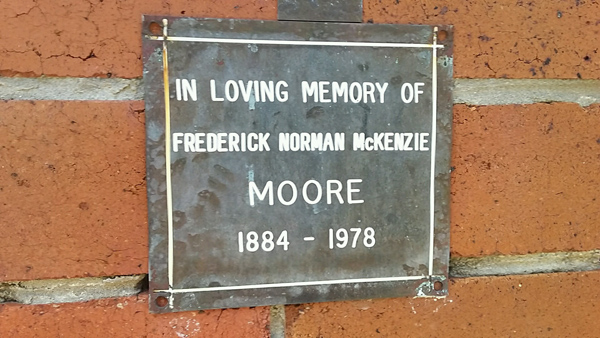 IN LOVING MEMORY OF
FREDERICK NORMAN McKENZIE
MOORE
1884 - 1978